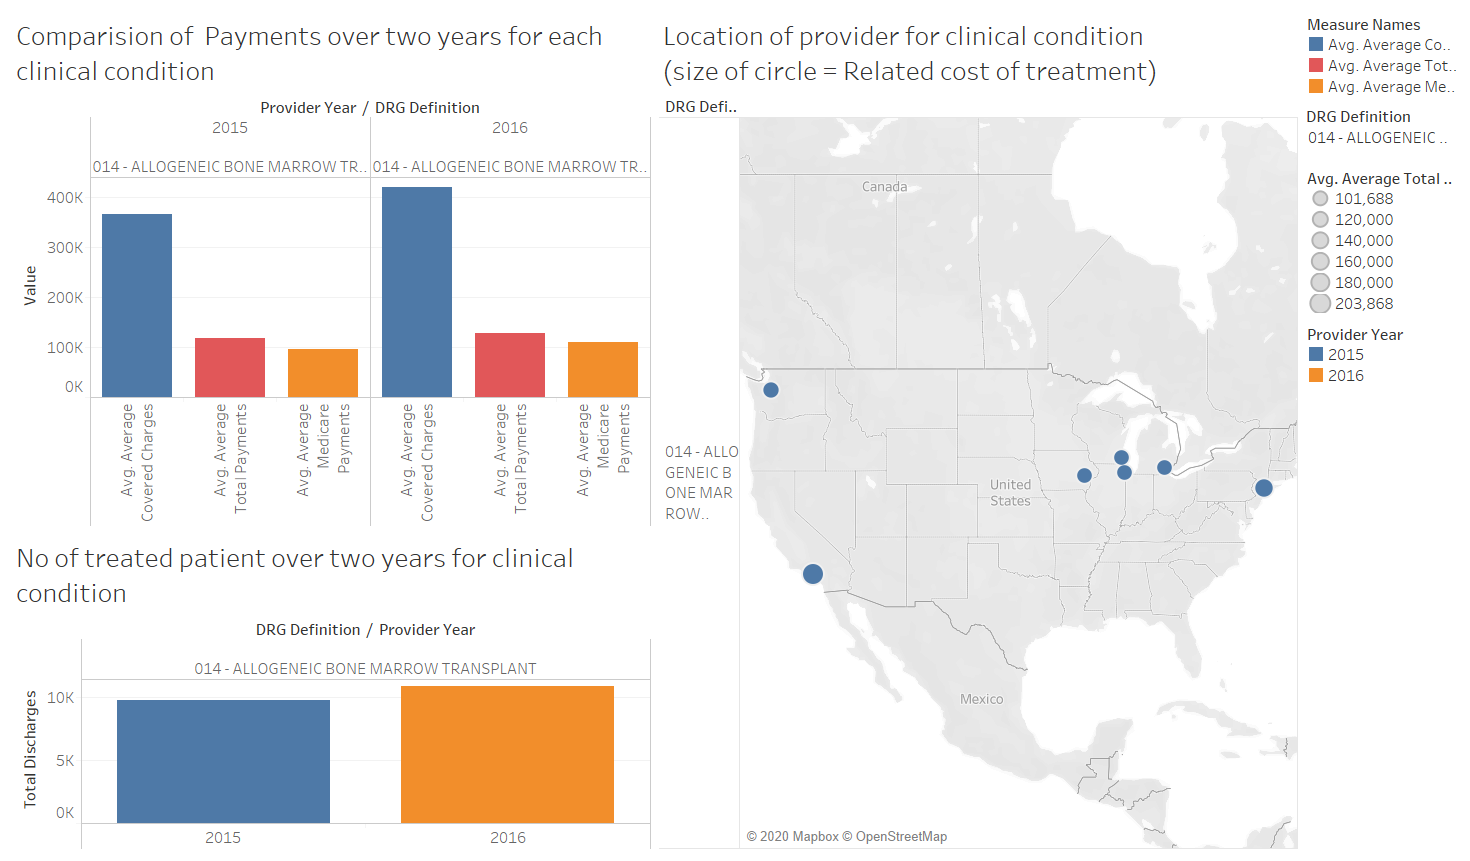 Comparision of  Payments over two years for each
clinical condition
Provider Year / DRG Definition
2015
2016
014 - ALLOGENEIC BONE MARROW TR..
014 - ALLOGENEIC BONE MARROW TR..
Value
400K
300K
200K
100K
0K
Avg. Average
Covered Charges
Avg. Average
Total Payments
Avg. Average
Medicare
Payments
Avg. Average
Covered Charges
Avg. Average
Total Payments
Avg. Average
Medicare
Payments
No of treated patient over two years for clinical
condition
DRG Definition / Provider Year
014 - ALLOGENEIC BONE MARROW TRANSPLANT
Total Discharges
10K
5K
0K
2015
2016
Location of provider for clinical condition
(size of circle = Related cost of treatment)
DRG Defi..
014 - ALLO
GENEIC B
ONE MAR
ROW..
Canada
United
States
Mexico
© 2020 Mapbox © OpenStreetMap
Measure Names
Avg. Average Co..
Avg. Average Tot..
Avg. Average Me..
DRG Definition
014 - ALLOGENEIC ..
Avg. Average Total ..
101,688
120,000
140,000
160,000
180,000
203,868
Provider Year
2015
2016